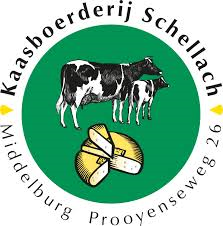 Kaasboerderij Schellach
Middelburg Prooyenseweg 26